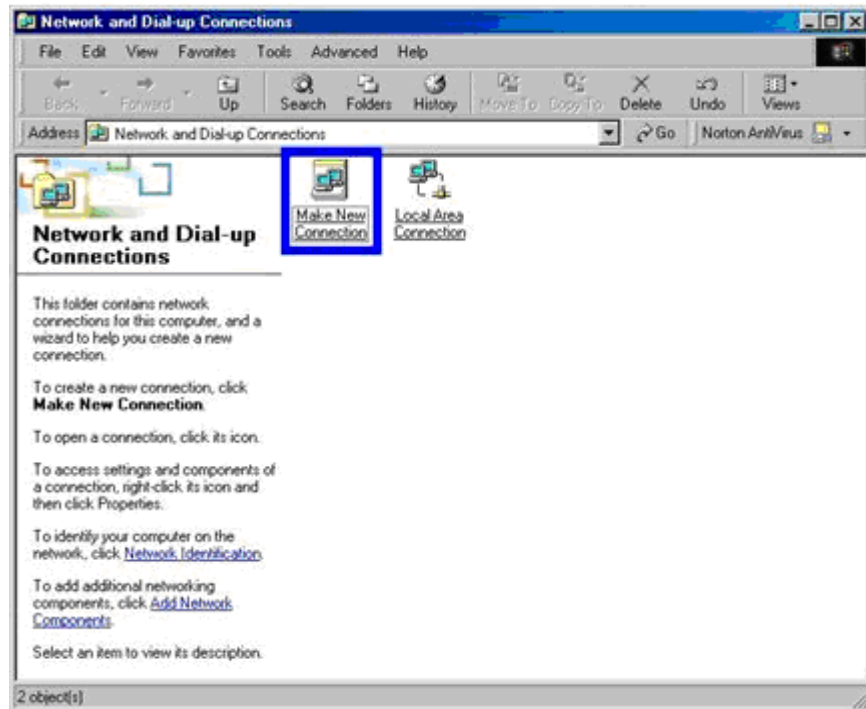 Network and Dial-up Connections
File Edit View Favorites Tools Advanced Help
Back Forward Up Search Folders History Move To Copy To Delete Undo Views
Address Network and Dial-up Connections Go Norton AntiVirus
Make New
Connection
Local Area
Connection
Network and Dial-up
Connections
This folder contains network
connections for this computer, and a
wizard to help you create a new
connection.
To create a new connection, click
Make New Connection.
To open a connection, click its icon.
To access settings and components of
a connection, right-click its icon and
then click Properties.
To identify your computer on the
network, click Network Identification.
To add additional networking
components, click Add Network
Components.
Select an item to view its description.
2 object(s)